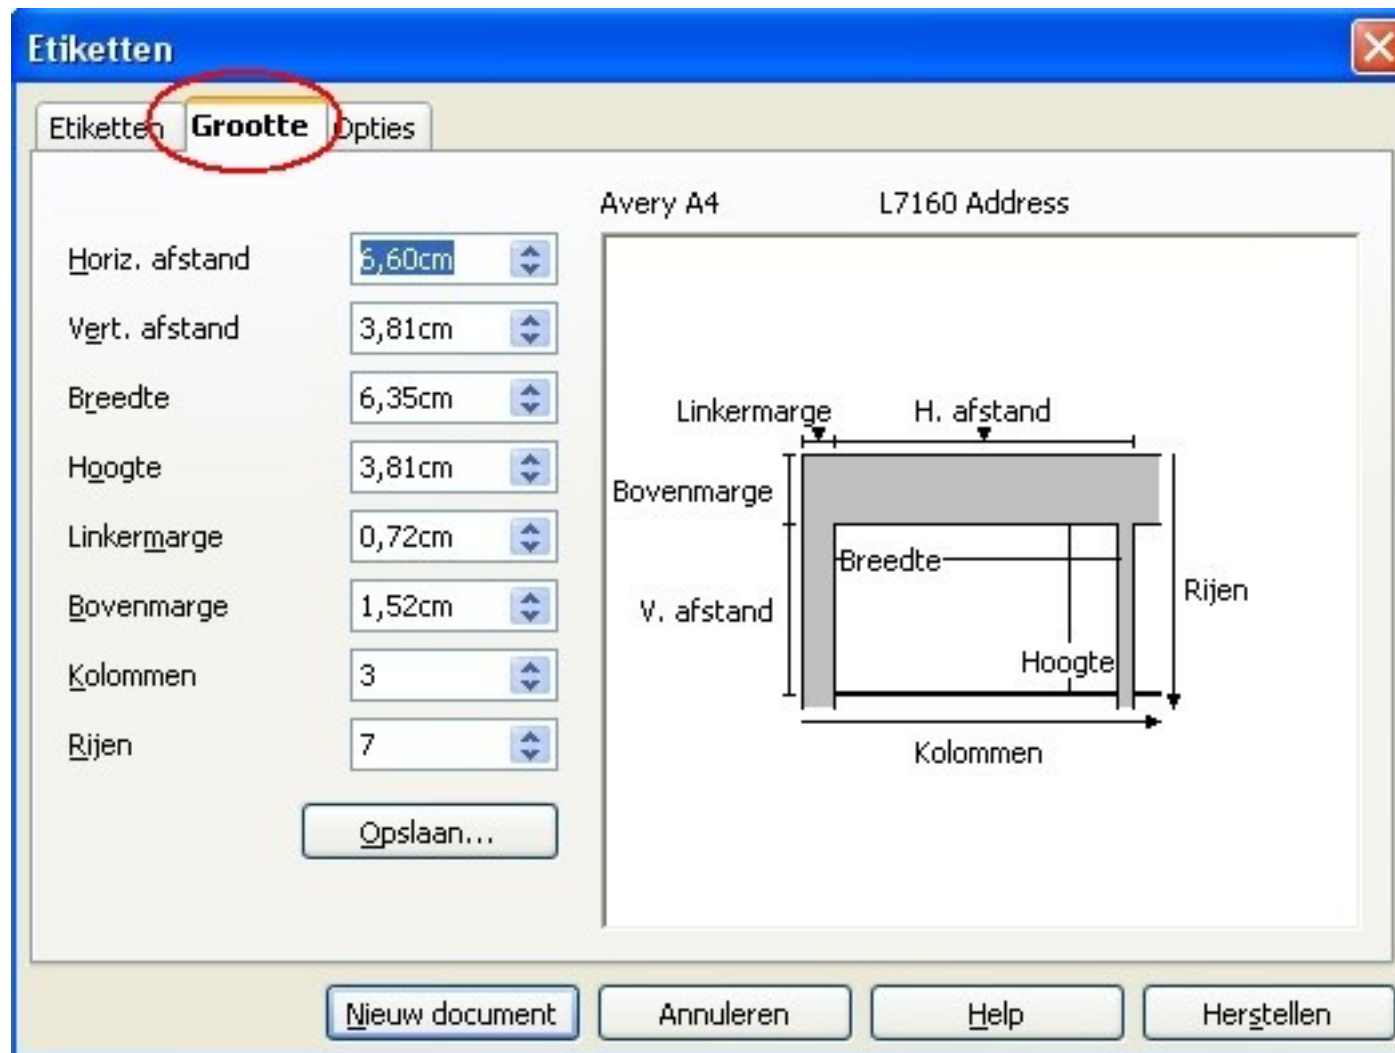 Etiketten
Etiketten Grootte Opties
Avery A4 L7160 Address
Horiz. afstand 6,60cm
Vert. afstand 3,81cm
Breedte 6,35cm
Hoogte 3,81cm
Linkermarge 0,72cm
Bovenmarge 1,52cm
Kolommen 3
Rijen 7
Opslaan...
Linkermarge H. afstand
Bovenmarge
Breedte
V. afstand
Rijen
Hoogte
Kolommen
Nieuw document Annuleren Help Herstellen